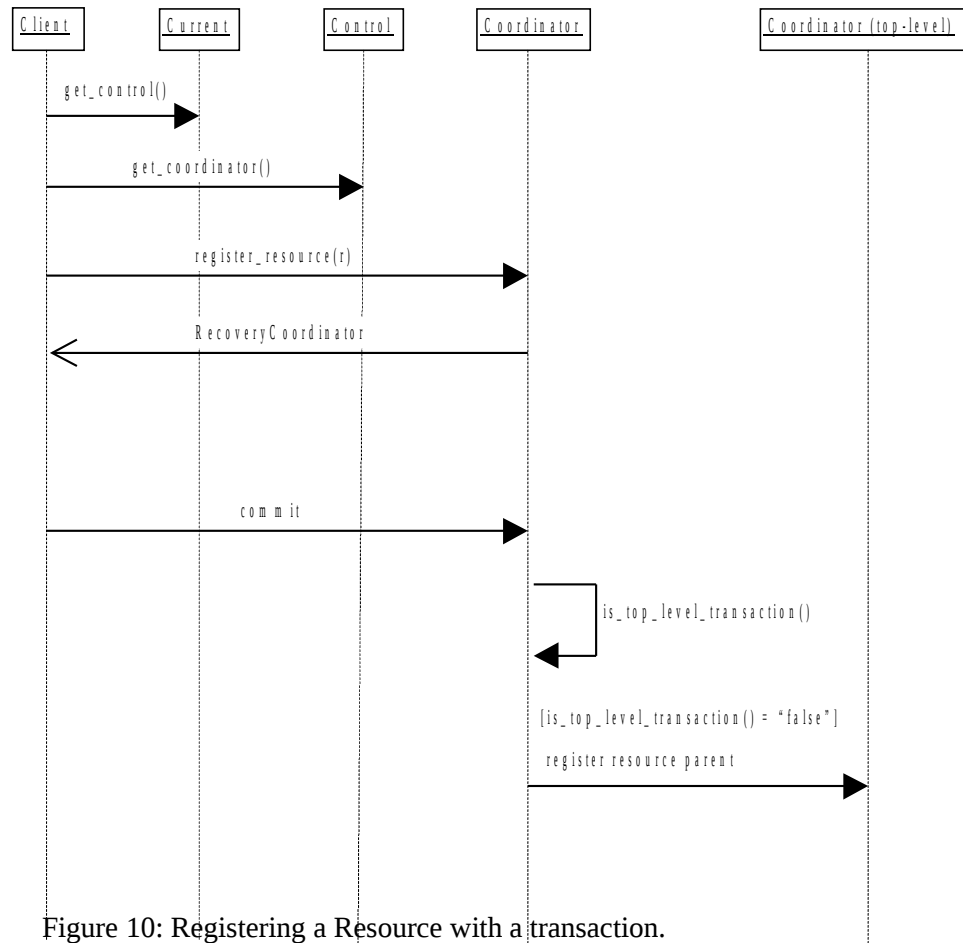 Client
Current
Control
Coordinator
Coordinator (top-level)
get_control()
get_coordinator()
register_resource(r)
RecoveryCoordinator
commit
is_top_level_transaction()
[is_top_level_transaction() = “false”]
register resource parent
Figure 10: Registering a Resource with a transaction.